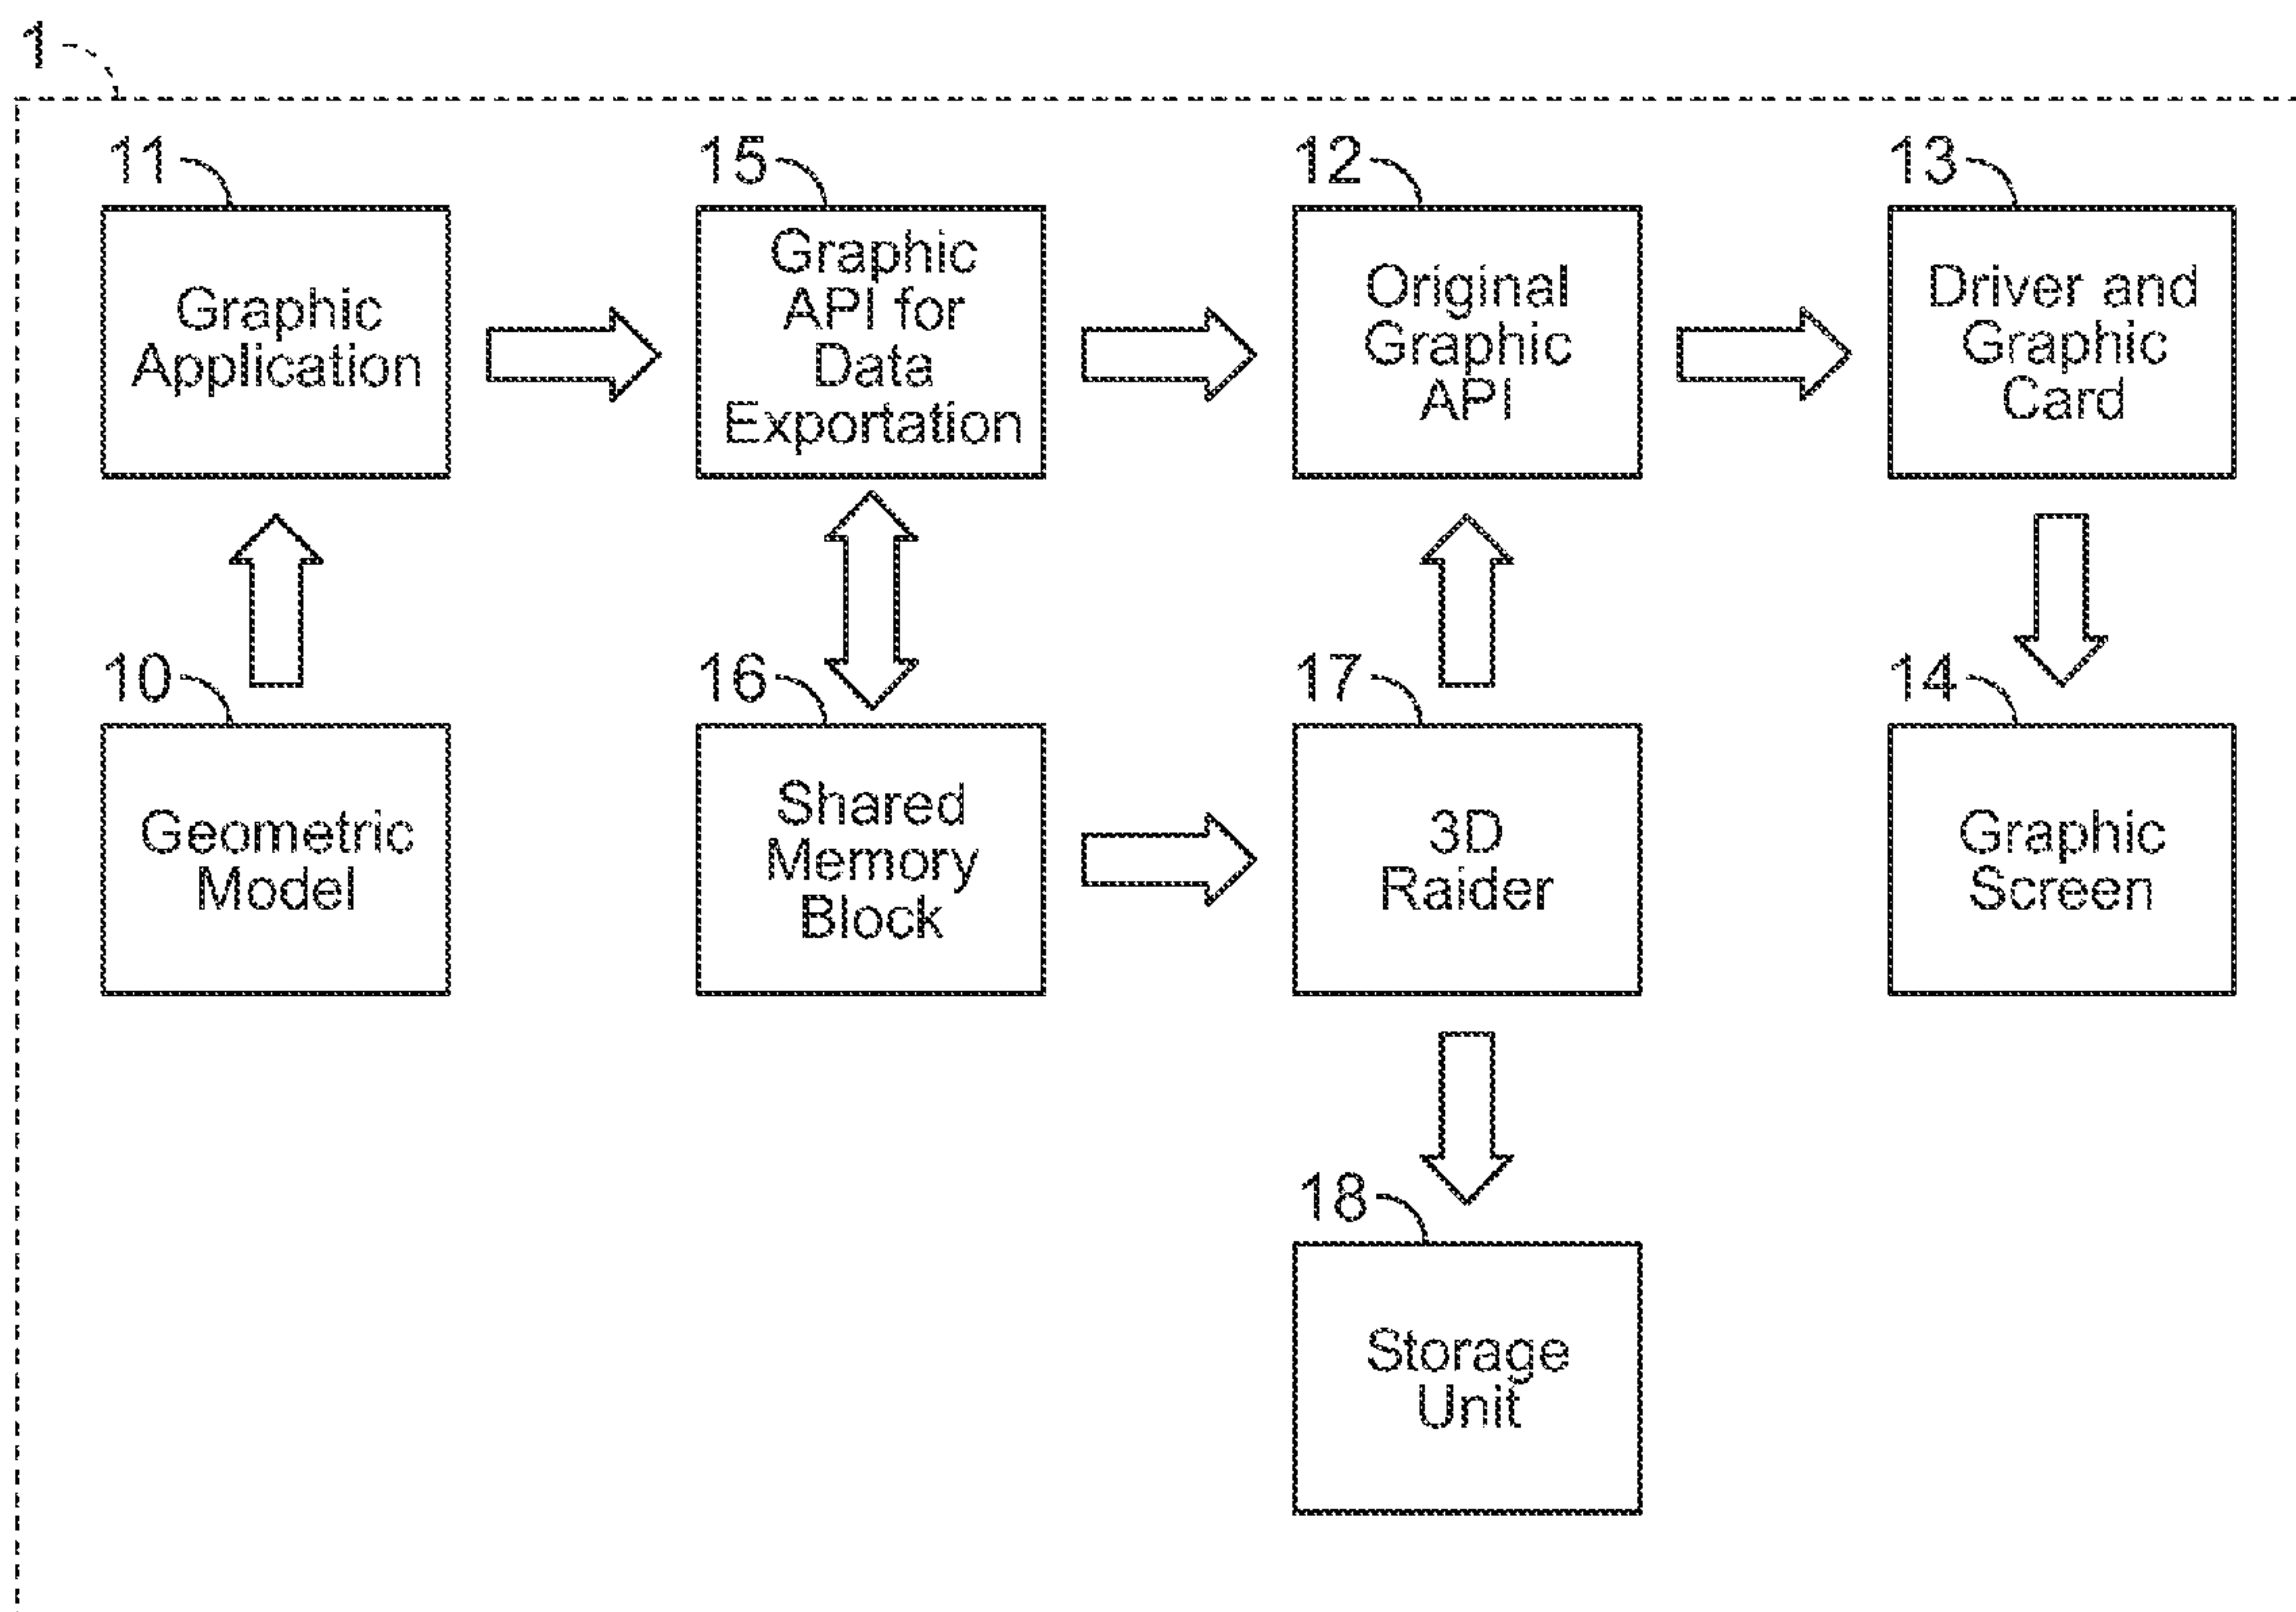 1
11
15
12
13
Graphic
Application
Graphic
API for
Data
Exportation
Original
Graphic
API
Driver and
Graphic
Card
10
16
17
14
Geometric
Model
Shared
Memory
Block
3D
Raider
Graphic
Screen
18
Storage
Unit